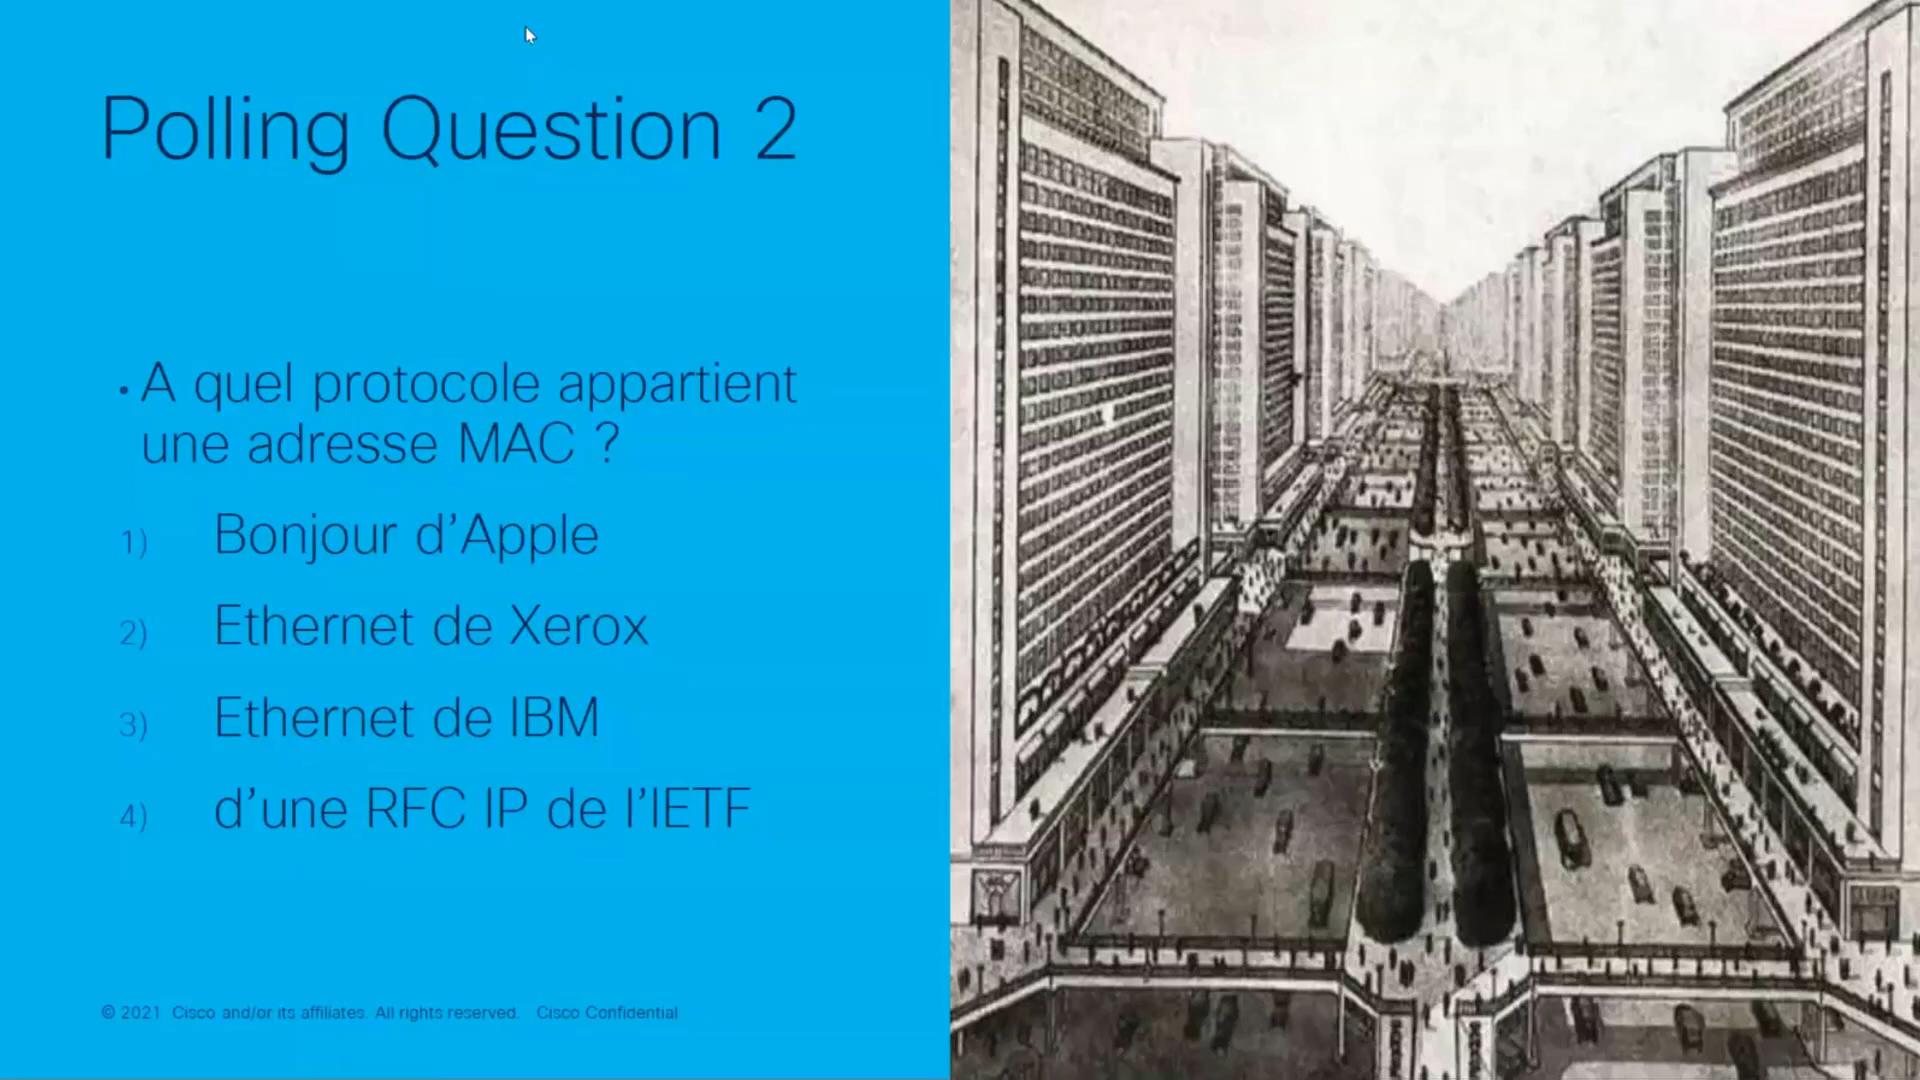 Polling Question 2
• A quel protocole appartient
une adresse MAC ?
1) Bonjour d’Apple
2) Ethernet de Xerox
3) Ethernet de IBM
4) d’une RFC IP de l’IETF
© 2021 Cisco and/or its affiliates. All rights reserved. Cisco Confidential